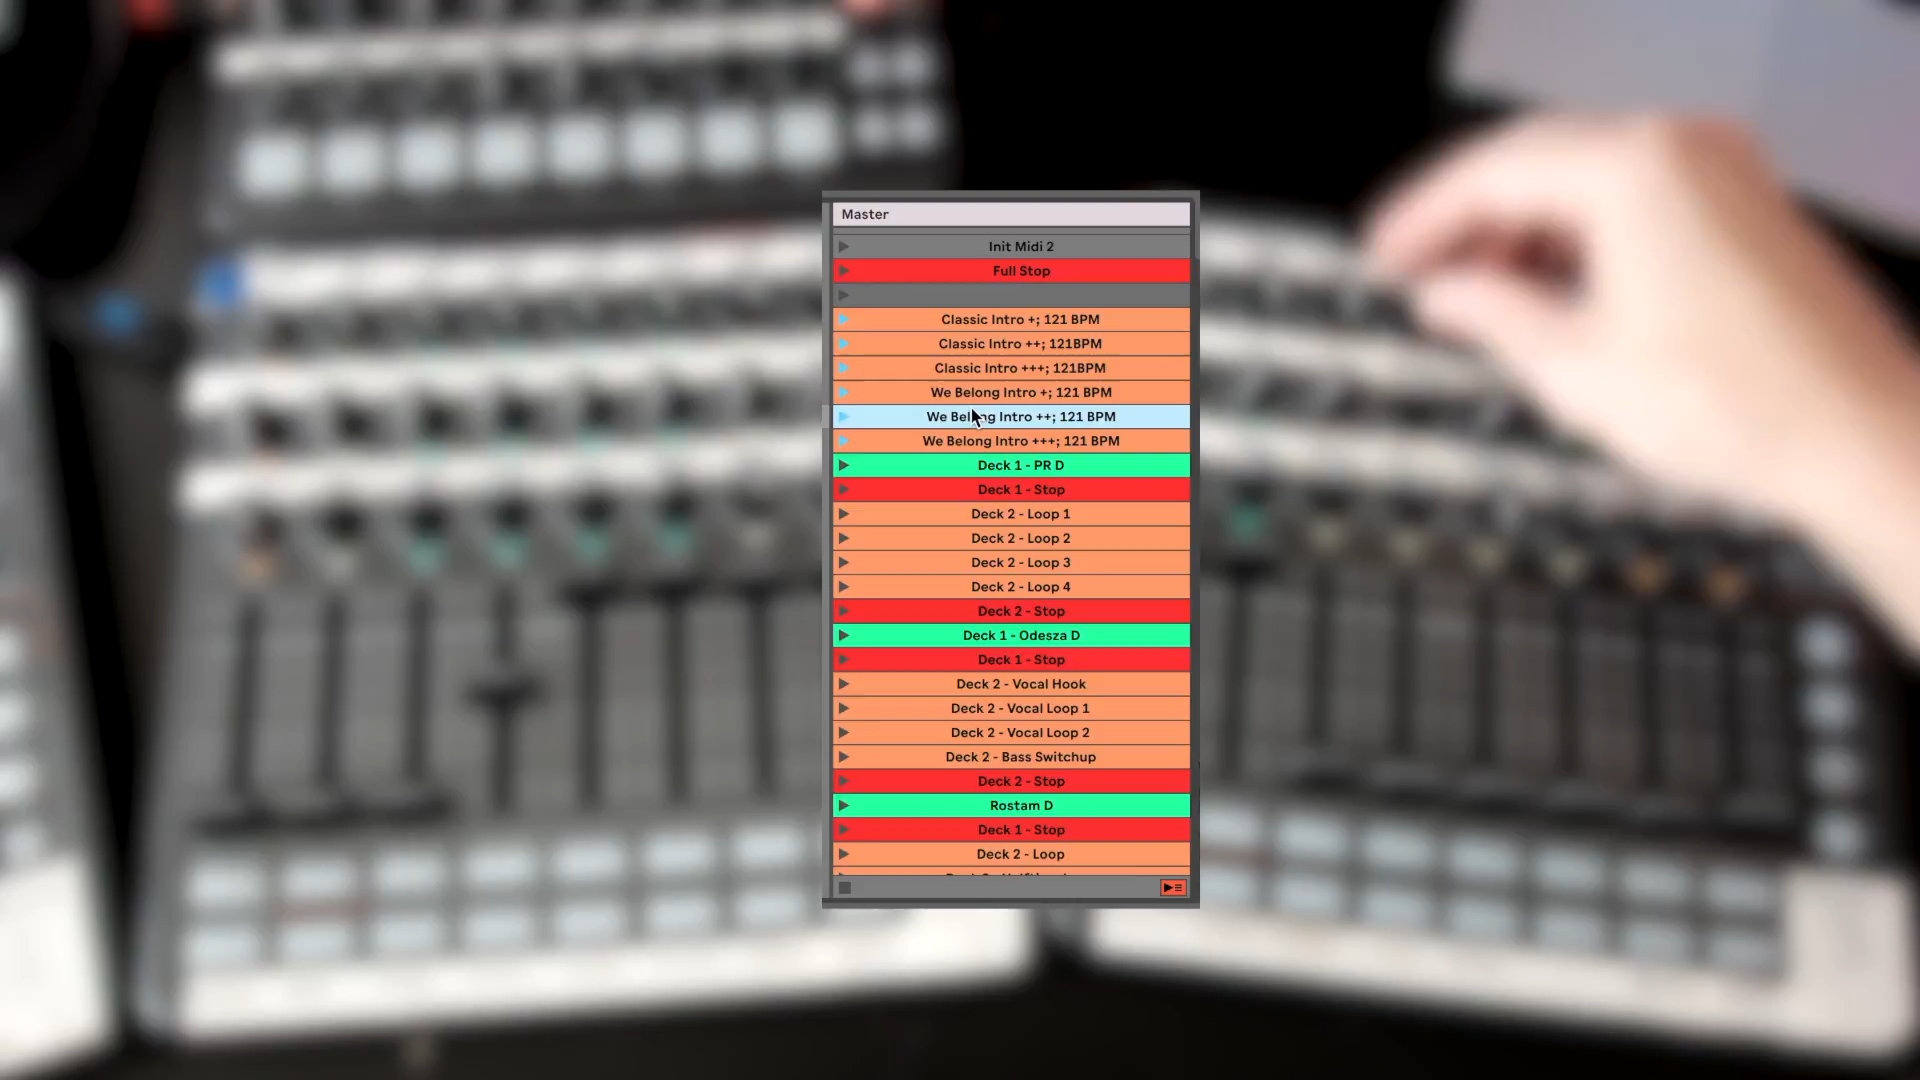 Master
Init Midi 2
Full Stop
Classic Intro +; 121 BPM
Classic Intro ++; 121BPM
Classic Intro +++; 121BPM
We Belong Intro +; 121 BPM
We Belong Intro ++; 121 BPM
We Belong Intro +++; 121 BPM
Deck 1 - PR D
Deck 1 - Stop
Deck 2 - Loop 1
Deck 2 - Loop 2
Deck 2 - Loop 3
Deck 2 - Loop 4
Deck 2 - Stop
Deck 1 - Odesza D
Deck 1 - Stop
Deck 2 - Vocal Hook
Deck 2 - Vocal Loop 1
Deck 2 - Vocal Loop 2
Deck 2 - Bass Switchup
Deck 2 - Stop
Rostam D
Deck 1 - Stop
Deck 2 - Loop